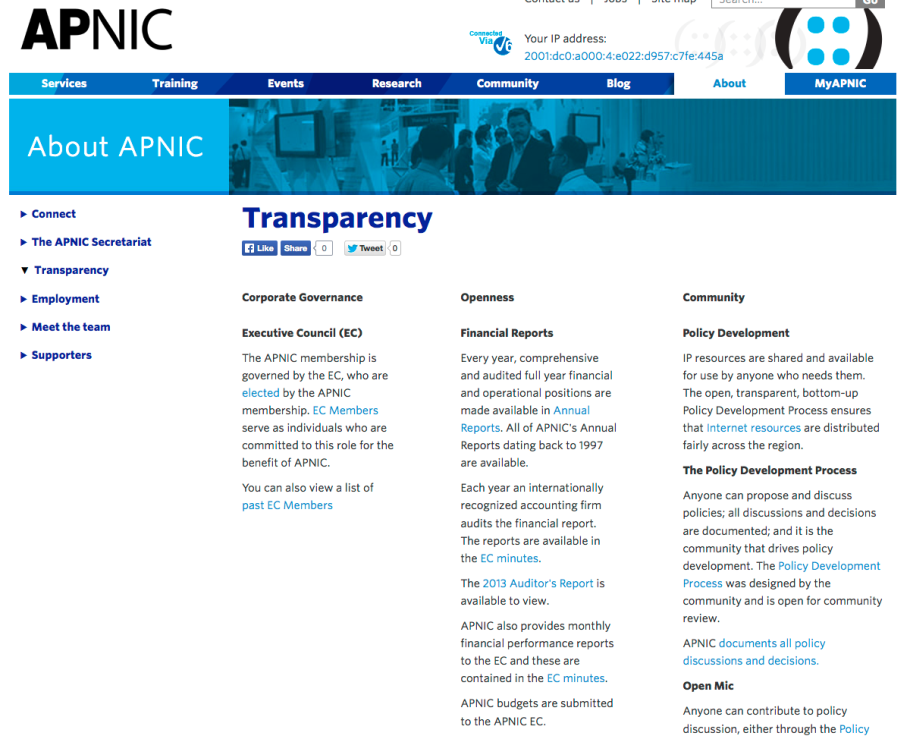 Contact us | Jobs | Site map Search... Go
APNIC
Connected
Via v6
Your IP address:
2001:dc0:a000:4:e022:d957:c7fe:445a
Services Training Events Research Community Blog About MyAPNIC
About APNIC
Connect
The APNIC Secretariat
Transparency
Employment
Meet the team
Supporters
Transparency
Like Share 0 Tweet 0
Corporate Governance
Executive Council (EC)
The APNIC membership is
governed by the EC, who are
elected by the APNIC
membership. EC Members
serve as individuals who are
committed to this role for the
benefit of APNIC.
You can also view a list of
past EC Members
Openness
Financial Reports
Every year, comprehensive
and audited full year financial
and operational positions are
made available in Annual
Reports. All of APNIC's Annual
Reports dating back to 1997
are available.
Each year an internationally
recognized accounting firm
audits the financial report.
The reports are available in
the EC minutes.
The 2013 Auditor's Report is
available to view.
APNIC also provides monthly
financial performance reports
to the EC and these are
contained in the EC minutes.
APNIC budgets are submitted
to the APNIC EC.
Community
Policy Development
IP resources are shared and available
for use by anyone who needs them.
The open, transparent, bottom-up
Policy Development Process ensures
that Internet resources are distributed
fairly across the region.
The Policy Development Process
Anyone can propose and discuss
policies; all discussions and decisions
are documented; and it is the
community that drives policy
development. The Policy Development
Process was designed by the
community and is open for community
review.
APNIC documents all policy
discussions and decisions.
Open Mic
Anyone can contribute to policy
discussion, either through the Policy